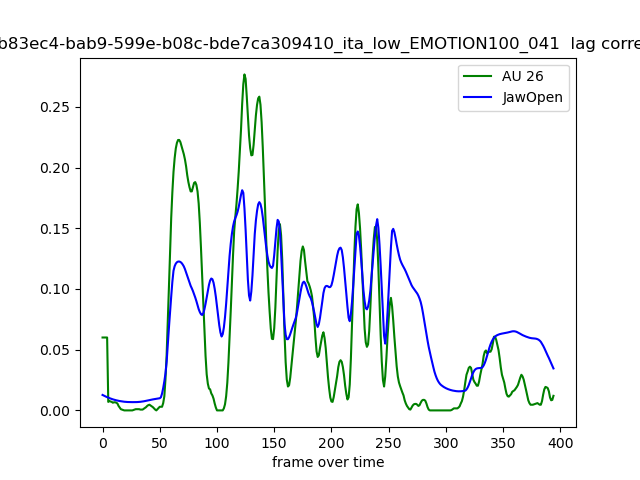 b83ec4-bab9-599e-b08c-bde7ca309410_ita_low_EMOTION100_041 lag corre
AU 26
JawOpen
0.25
0.20
0.15
0.10
0.05
0.00
0 50 100 150 200 250 300 350 400
frame over time